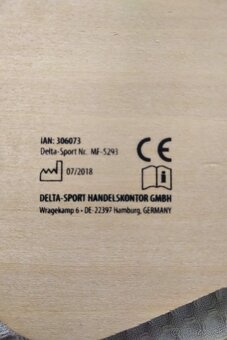 IAN: 306073
Delta-Sport Nr. MF-5293
CE
07/2018
DELTA-SPORT HANDELSKONTOR GMBH
Wragekamp 6 • DE-22397 Hamburg, GERMANY